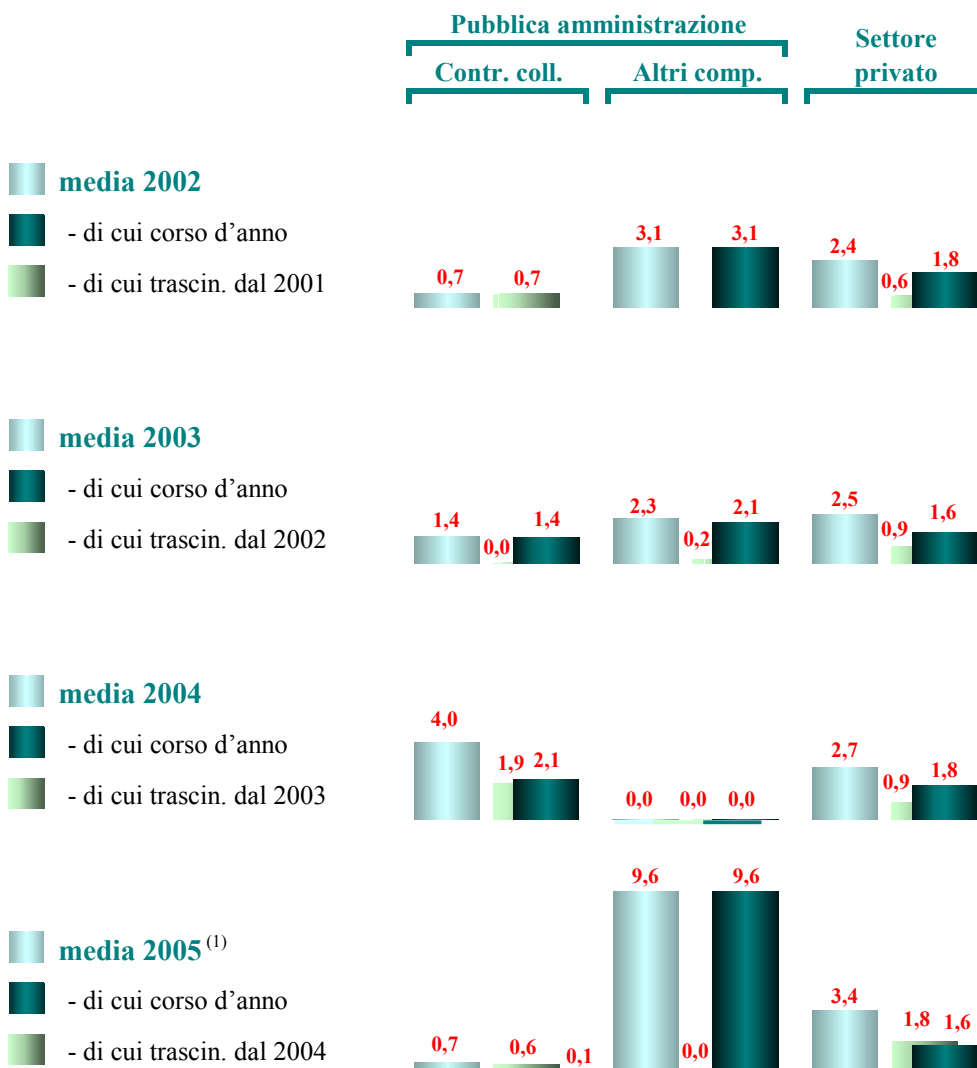 Pubblica amministrazione
Settore privato
Contr. coll. Altri comp.
media 2002
- di cui corso d’anno
- di cui trascin. dal 2001
0,7 0,7 3,1 3,1 2,4 0,6 1,8
media 2003
- di cui corso d’anno
- di cui trascin. dal 2002
1,4 0,0 1,4 2,3 0,2 2,1 2,5 0,9 1,6
media 2004
- di cui corso d’anno
- di cui trascin. dal 2003
4,0 1,9 2,1 0,0 0,0 0,0 2,7 0,9 1,8
media 2005 (1)
- di cui corso d’anno
- di cui trascin. dal 2004
0,7 0,6 0,1 9,6 0,0 9,6 3,4 1,8 1,6